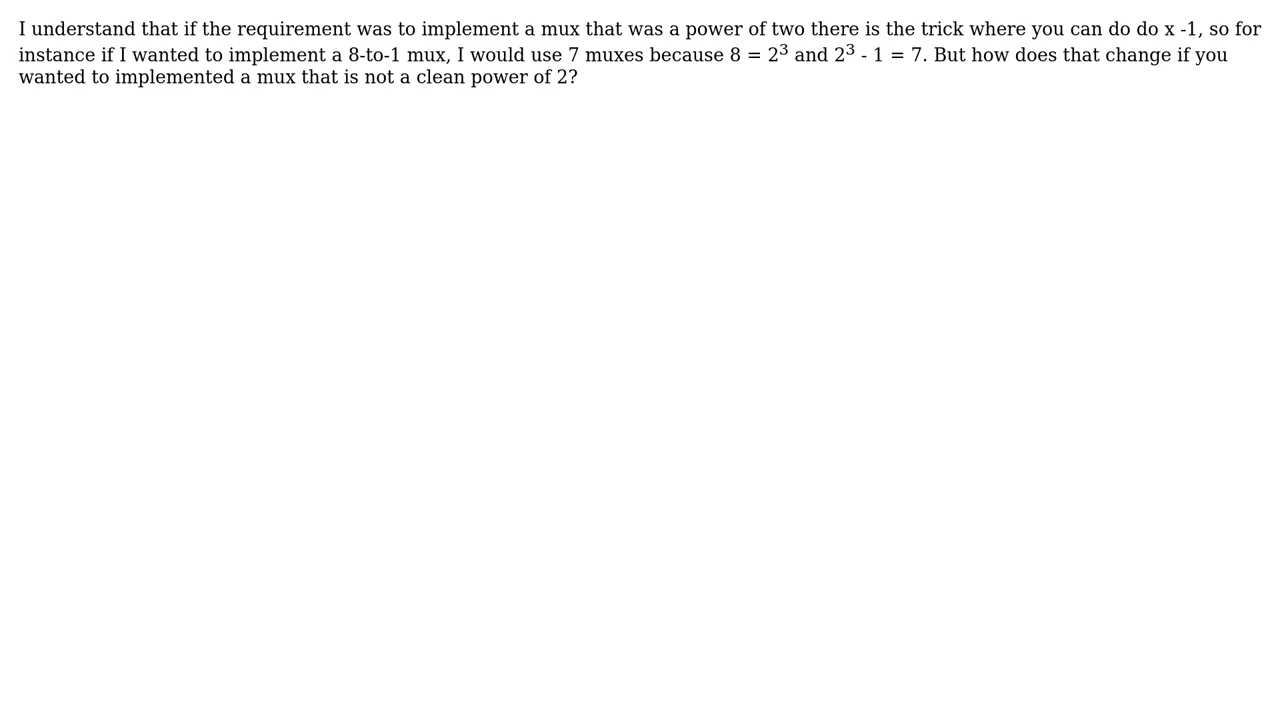 I understand that if the requirement was to implement a mux that was a power of two there is the trick where you can do do x -1, so for
instance if I wanted to implement a 8-to-1 mux, I would use 7 muxes because 8 = 2³ and 2³ - 1 = 7. But how does that change if you
wanted to implemented a mux that is not a clean power of 2?